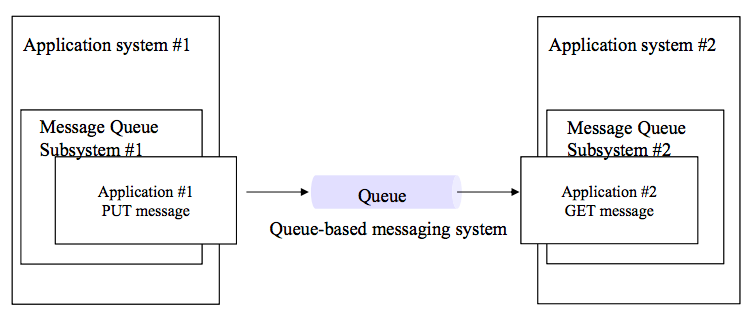 Application system #1
Message Queue
Subsystem #1
Application #1
PUT message
Queue
Queue-based messaging system
Application system #2
Message Queue
Subsystem #2
Application #2
GET message